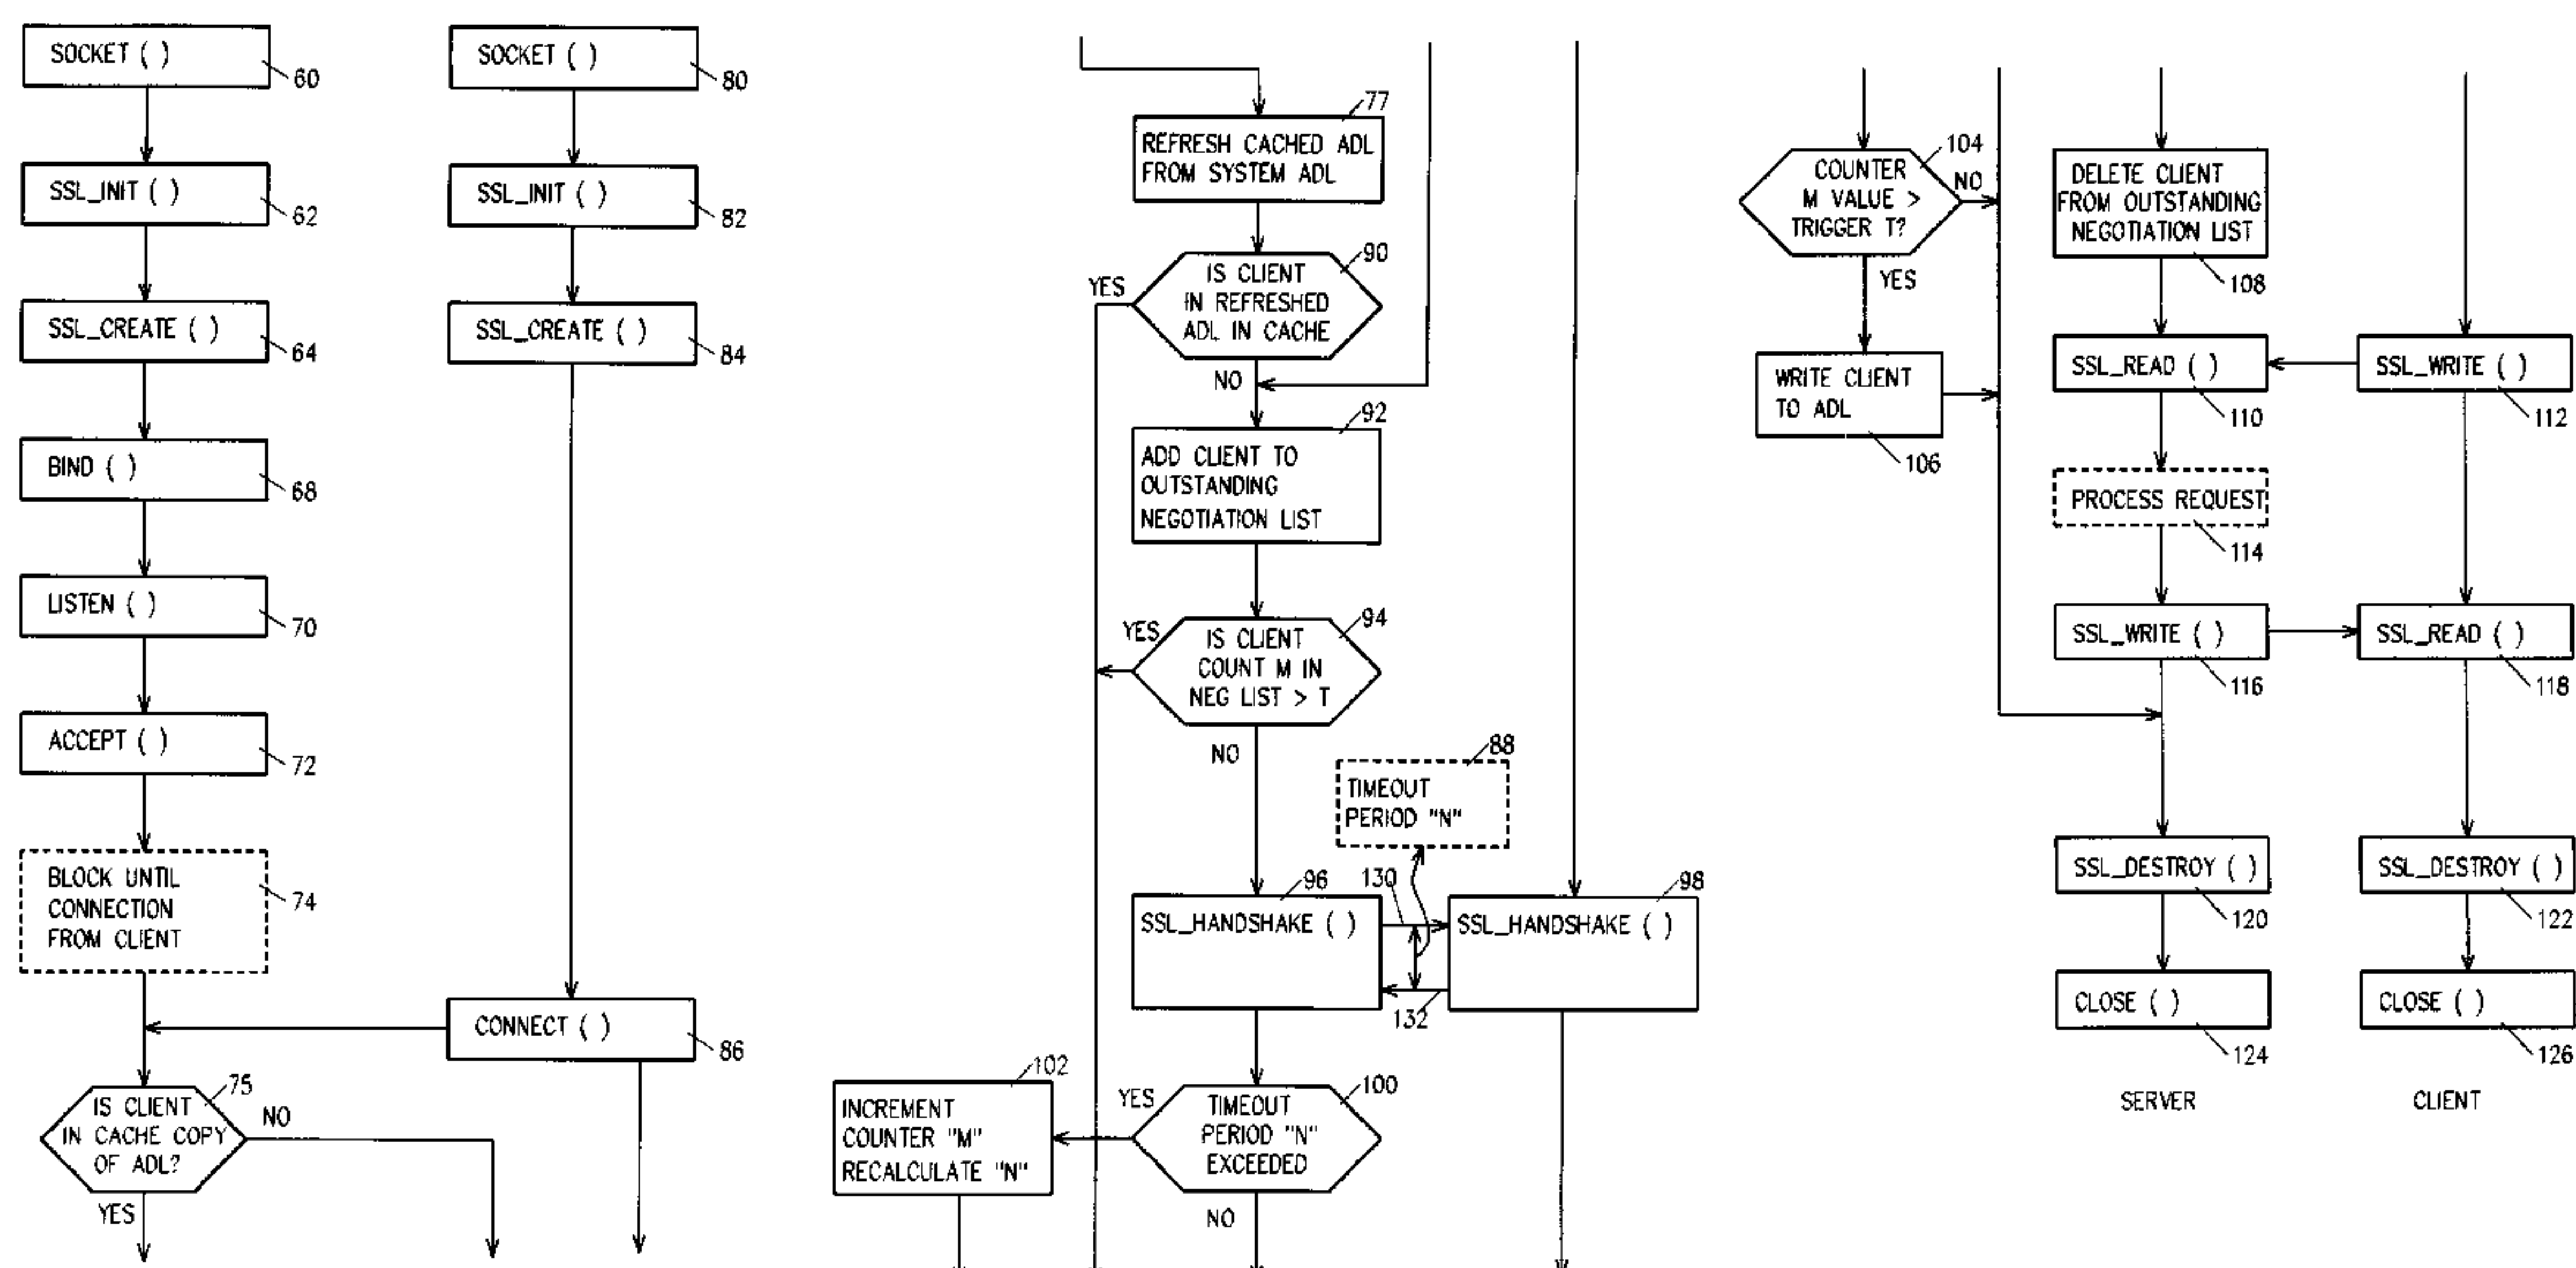 SOCKET ( )
60
SSL_INIT ( )
62
SSL_CREATE ( )
64
BIND ( )
68
LISTEN ( )
70
ACCEPT ( )
72
BLOCK UNTIL
CONNECTION
FROM CLIENT
74
75
IS CLIENT
IN CACHE COPY
OF ADL?
NO
YES
SOCKET ( )
80
SSL_INIT ( )
82
SSL_CREATE ( )
84
CONNECT ( )
86
77
REFRESH CACHED ADL
FROM SYSTEM ADL
90
YES
IS CLIENT
IN REFRESHED
ADL IN CACHE
NO
92
ADD CLIENT TO
OUTSTANDING
NEGOTIATION LIST
94
YES
IS CLIENT
COUNT M IN
NEG LIST > T
NO
88
TIMEOUT
PERIOD "N"
96
130
98
SSL_HANDSHAKE ( )
SSL_HANDSHAKE ( )
132
102
INCREMENT
COUNTER "M"
RECALCULATE "N"
100
YES
TIMEOUT
PERIOD "N"
EXCEEDED
NO
104
COUNTER
M VALUE >
TRIGGER T?
NO
YES
WRITE CLIENT
TO ADL
106
DELETE CLIENT
FROM OUTSTANDING
NEGOTIATION LIST
108
SSL_READ ( )
110
SSL_WRITE ( )
112
PROCESS REQUEST
114
SSL_WRITE ( )
116
SSL_READ ( )
118
SSL_DESTROY ( )
120
SSL_DESTROY ( )
122
CLOSE ( )
124
CLOSE ( )
126
SERVER
CLIENT